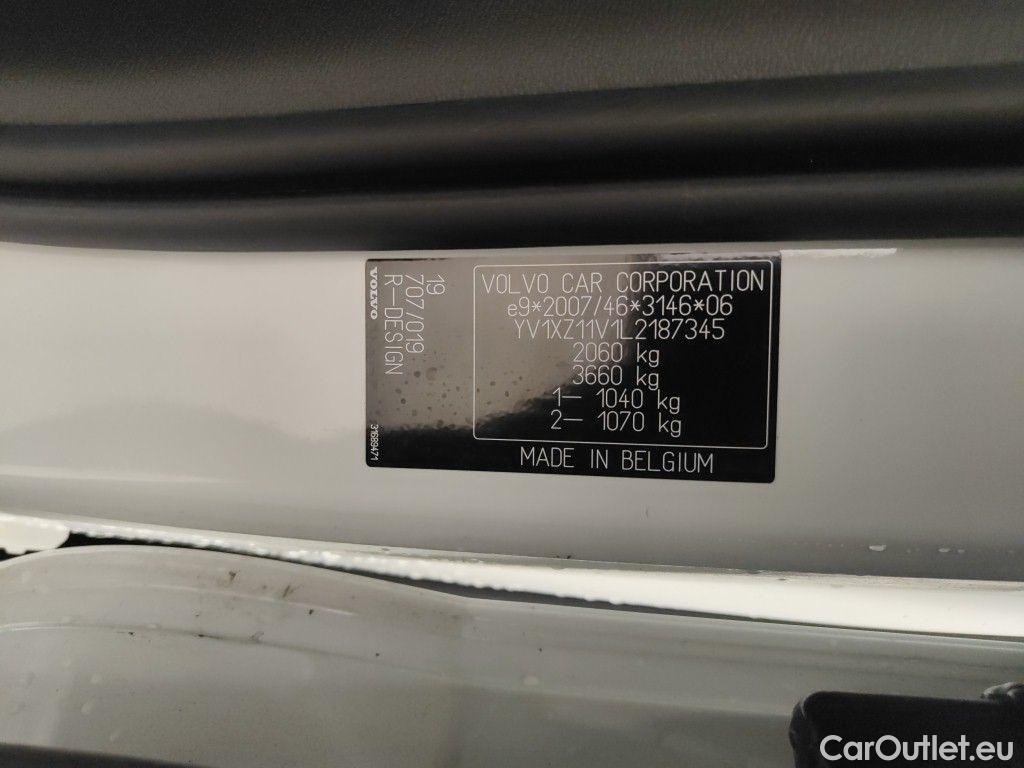 VOLVO CAR CORPORATION
e9*2007/46*3146*06
YV1XZ11V1L2187345
2060 kg
3660 kg
1— 1040 kg
2— 1070 kg
MADE IN BELGIUM
19
707/019
R—DESIGN
VOLVO
31689471
CarOutlet.eu